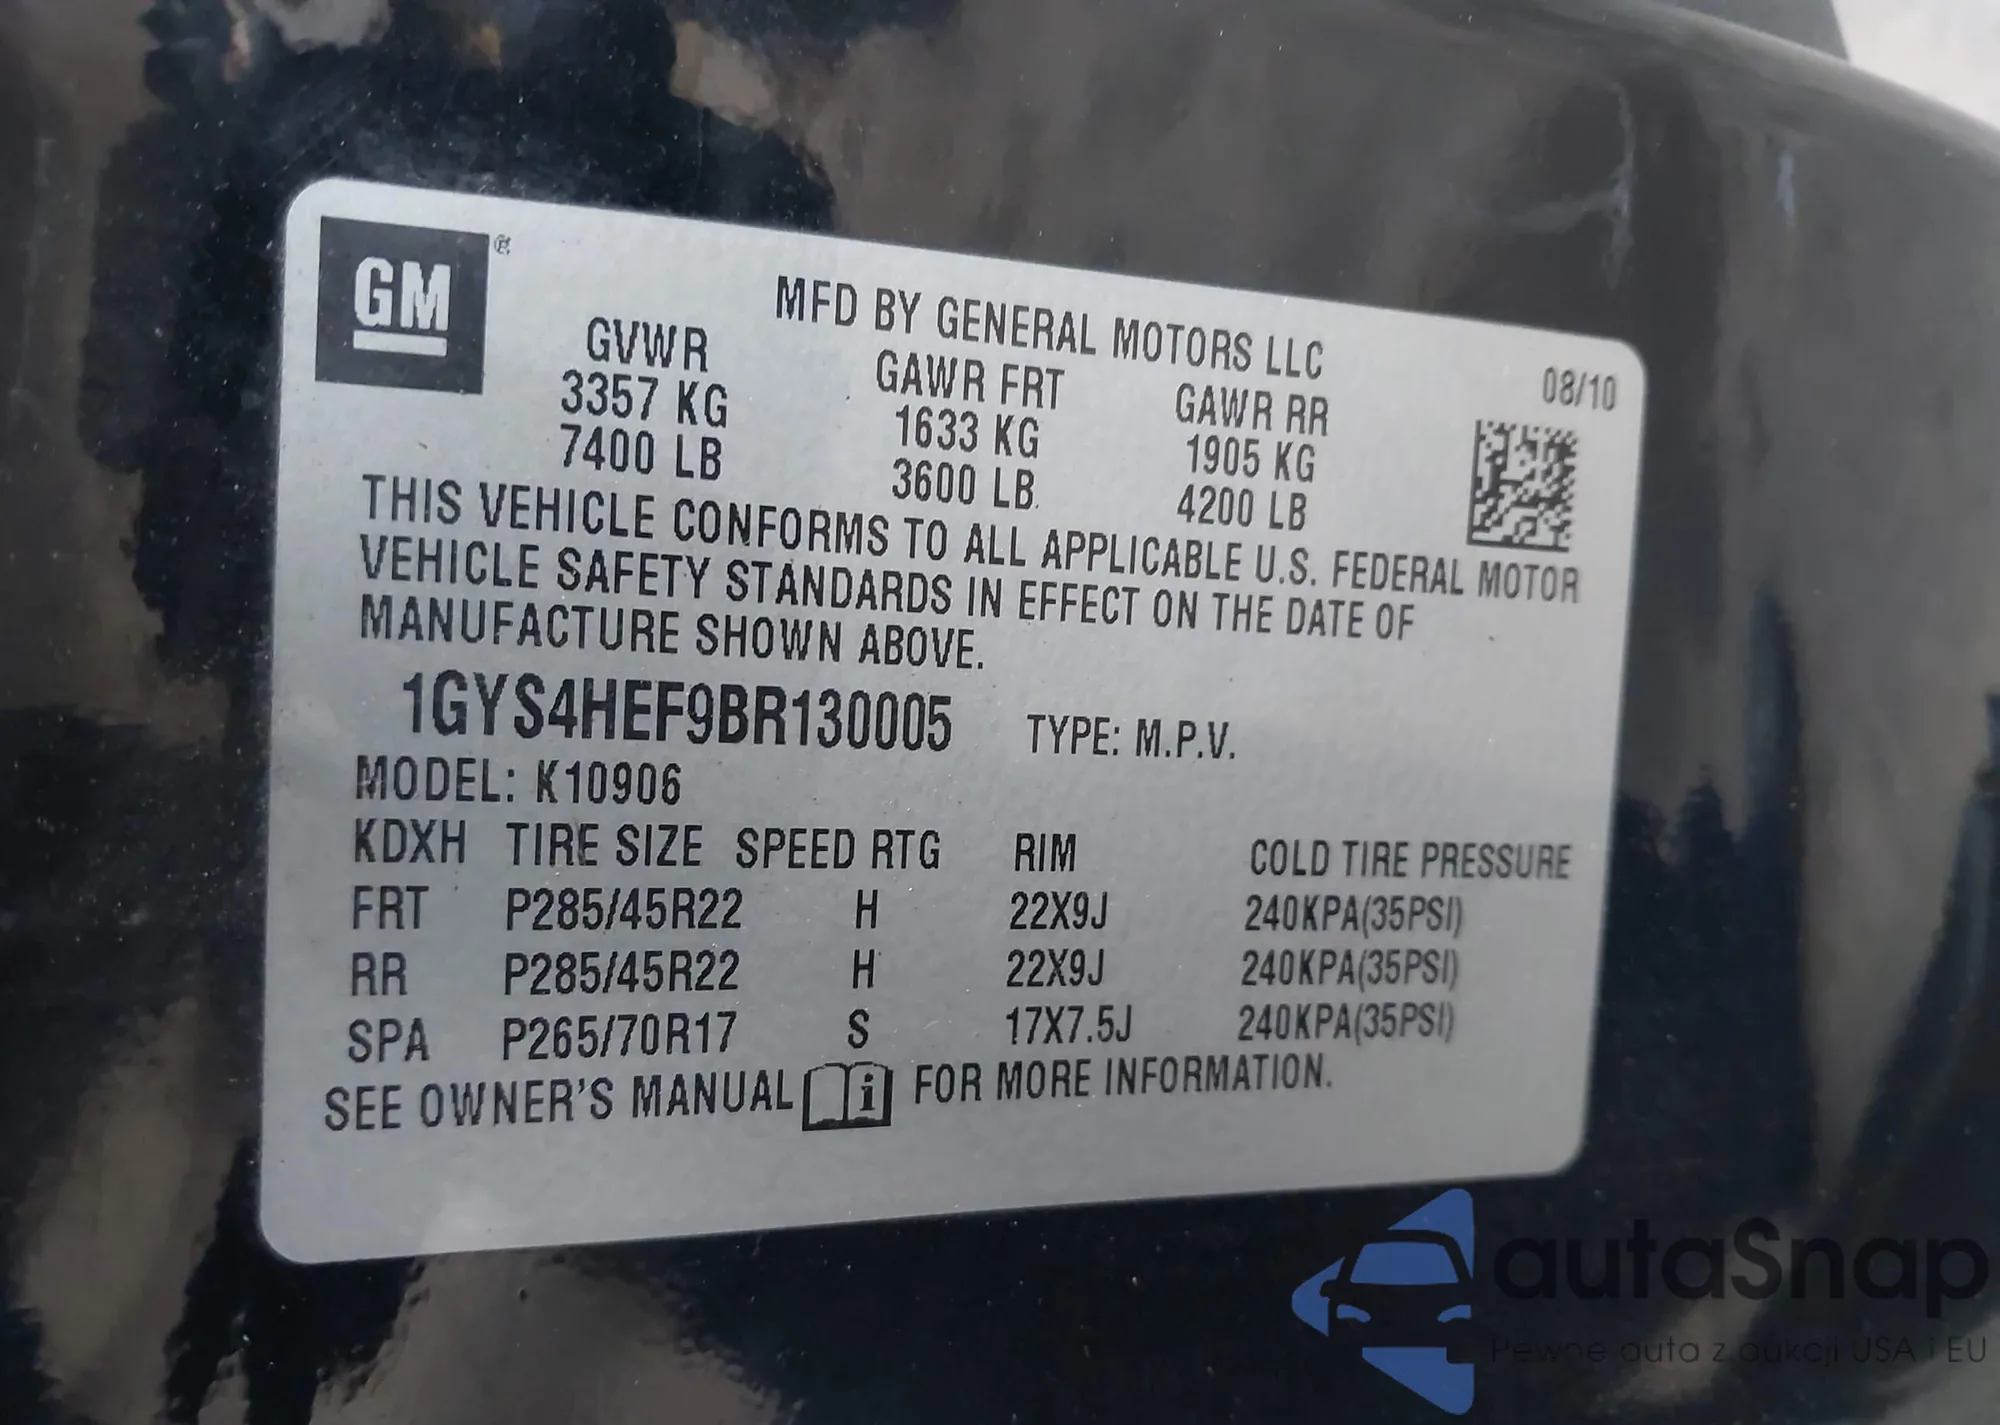 GM®
MFD BY GENERAL MOTORS LLC
08/10
GVWR GAWR FRT GAWR RR
3357 KG 1633 KG 1905 KG
7400 LB 3600 LB 4200 LB
THIS VEHICLE CONFORMS TO ALL APPLICABLE U.S. FEDERAL MOTOR
VEHICLE SAFETY STANDARDS IN EFFECT ON THE DATE OF
MANUFACTURE SHOWN ABOVE.
1GYS4HEF9BR130005 TYPE: M.P.V.
MODEL: K10906
KDXH TIRE SIZE SPEED RTG RIM COLD TIRE PRESSURE
FRT P285/45R22 H 22X9J 240KPA(35PSI)
RR P285/45R22 H 22X9J 240KPA(35PSI)
SPA P265/70R17 S 17X7.5J 240KPA(35PSI)
SEE OWNER'S MANUAL i FOR MORE INFORMATION.
autaSnap
Pewne auta z aukcji USA i EU